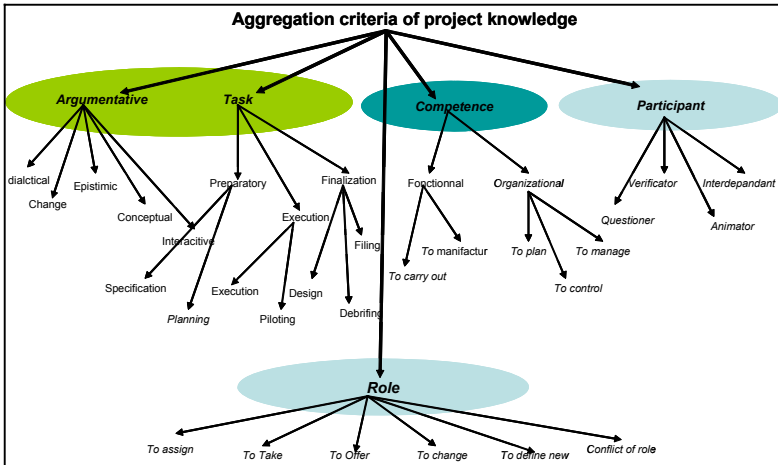 Aggregation criteria of project knowledge
Argumentative
Task
Competence
Participant
dialctical
Change
Epistimic
Conceptual
Interacitive
Preparatory
Execution
Finalization
Specification
Planning
Execution
Piloting
Design
Debrifing
Filing
Fonctionnal
Organizational
To carry out
To manifactur
To plan
To control
To manage
Questioner
Verificator
Animator
Interdepandant
Role
To assign
To Take
To Offer
To change
To define new
Conflict of role